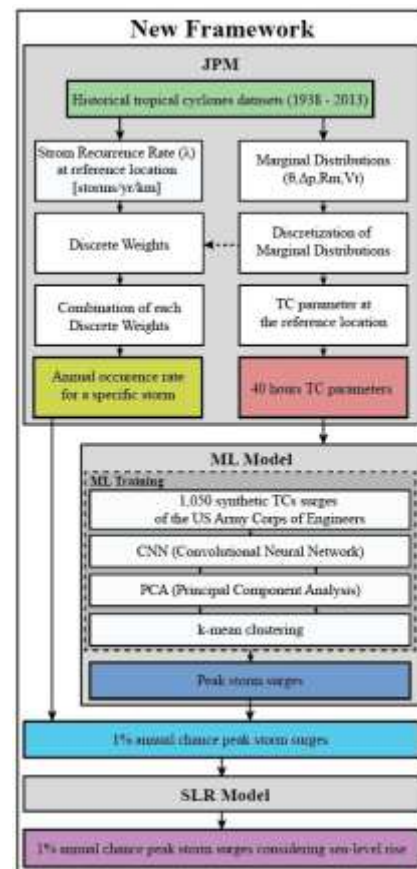 New Framework
JPM
Historical tropical cyclones datasets (1938 - 2013)
Strom Recurrence Rate (λ)
at reference location
[storms/yr/km]
Marginal Distributions
(θ,Δp,Rm,Vt)
Discrete Weights
Discretization of
Marginal Distributions
Combination of each
Discrete Weights
TC parameter at
the reference location
Annual occurence rate
for a specific storm
40 hours TC parameters
ML Model
ML Training
1,050 synthetic TCs surges
of the US Army Corps of Engineers
CNN (Convolutional Neural Network)
PCA (Principal Component Analysis)
k-mean clustering
Peak storm surges
1% annual chance peak storm surges
SLR Model
1% annual chance peak storm surges considering sea-level rise